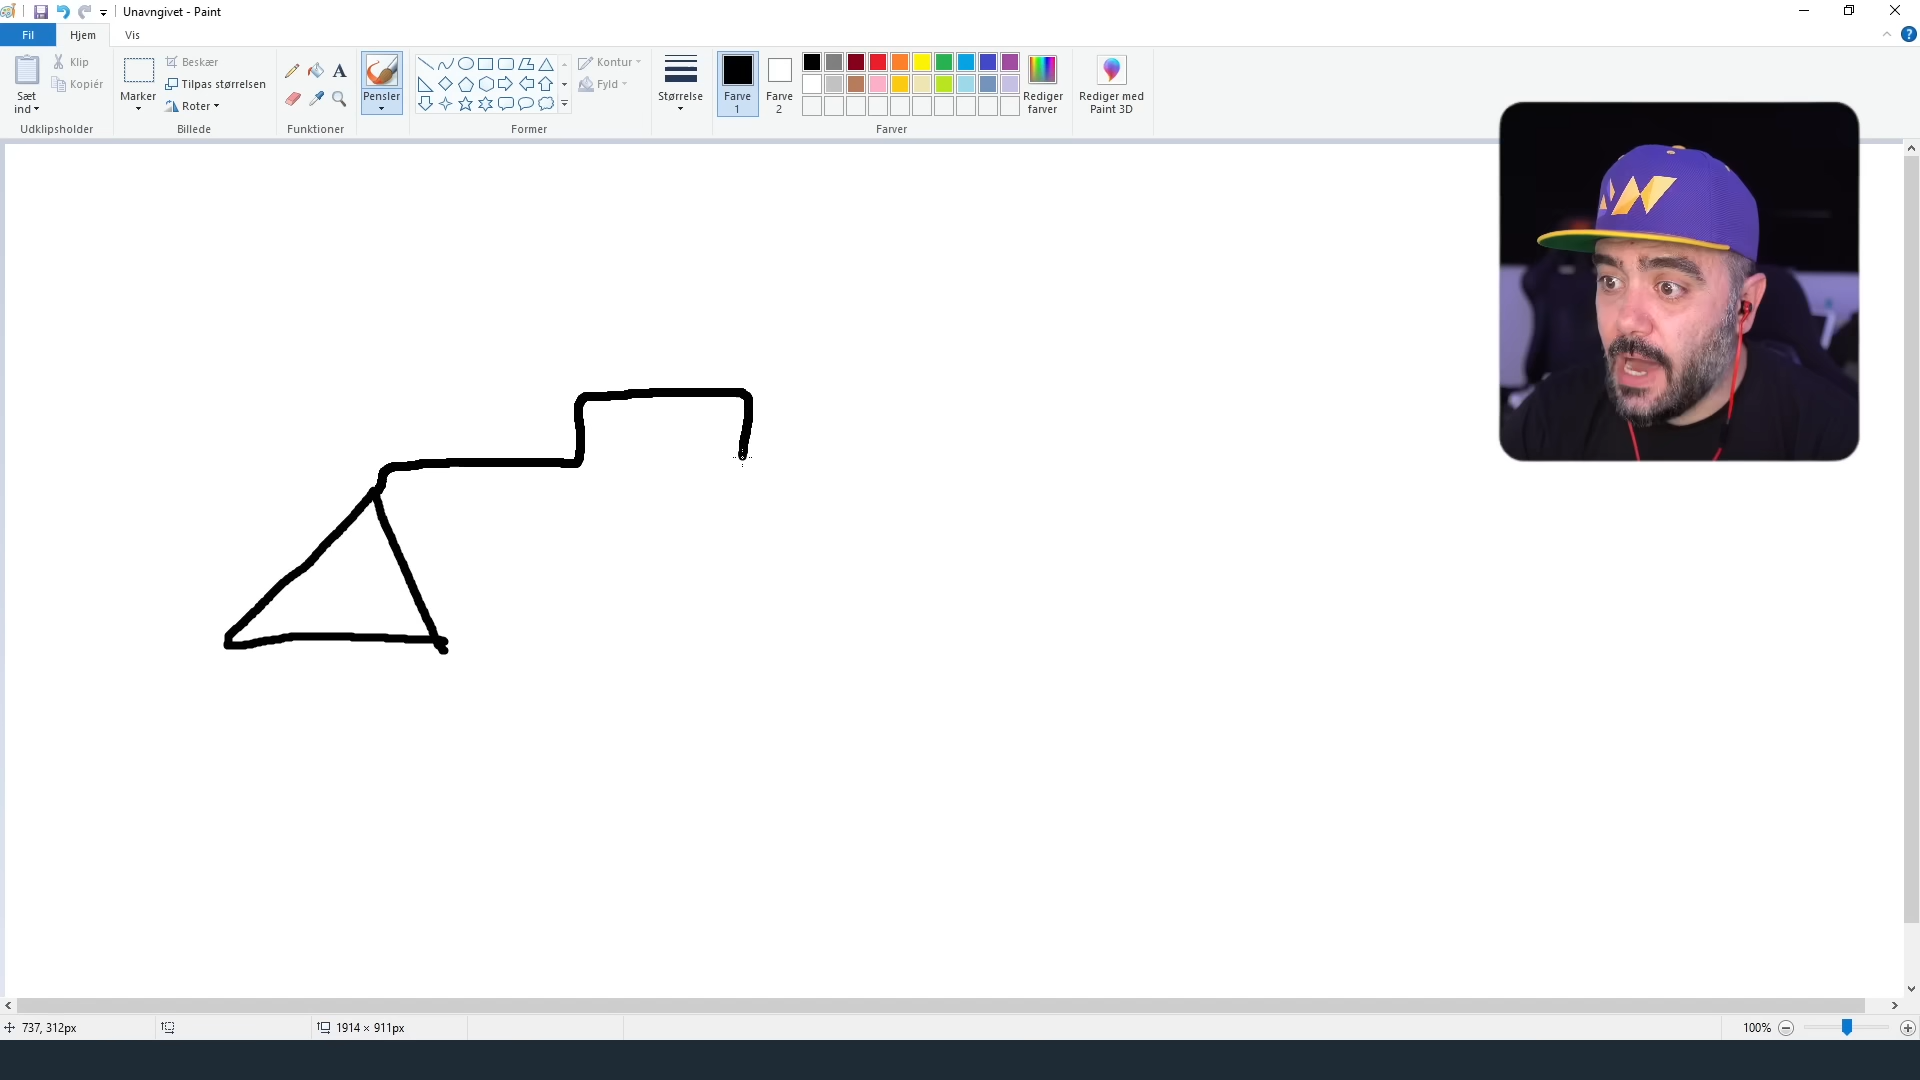 Unavngivet - Paint
Fil
Hjem
Vis
Sæt
ind
Klip
Kopiér
Udklipsholder
Marker
Beskær
Tilpas størrelsen
Roter
Billede
A
Funktioner
Pensler
Kontur
Fyld
Former
Størrelse
Farve
1
Farve
2
Rediger
farver
Farver
Rediger med
Paint 3D
?
737, 312px
1914 × 911px
100%